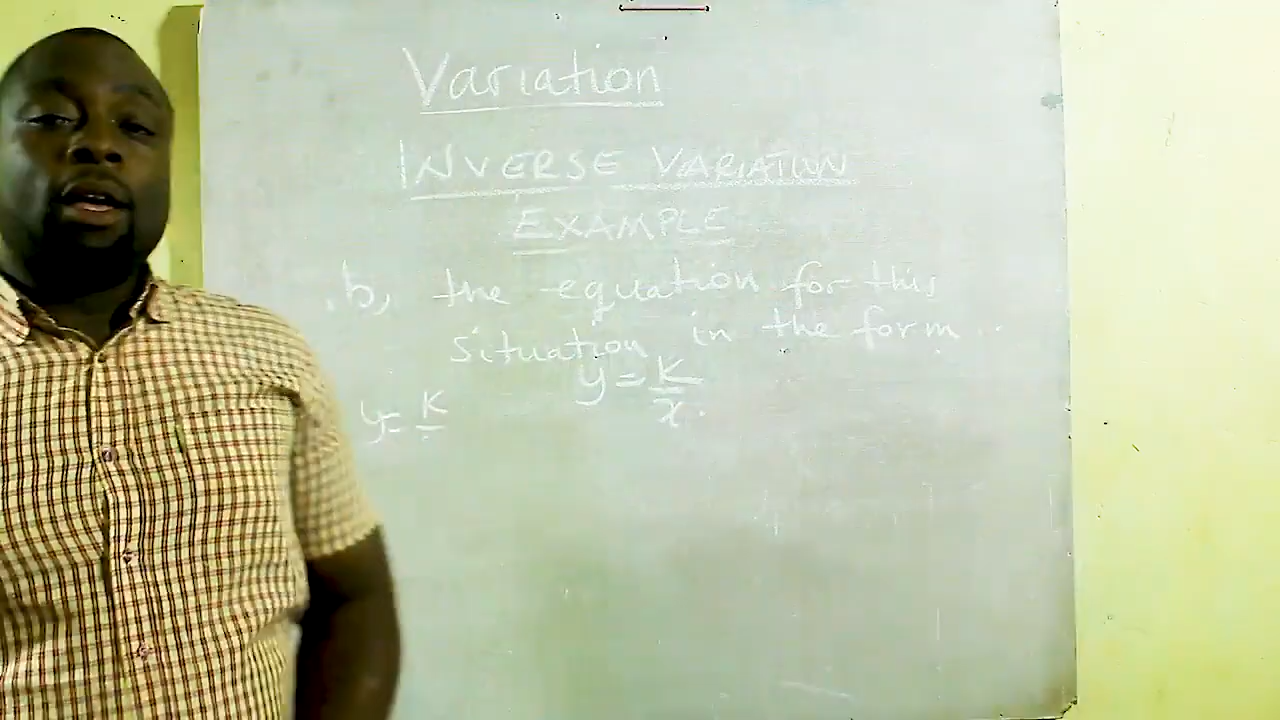 Variation
INVERSE VARIATION
EXAMPLE
b, the equation for this
situation in the form
y = K/x.
y = K